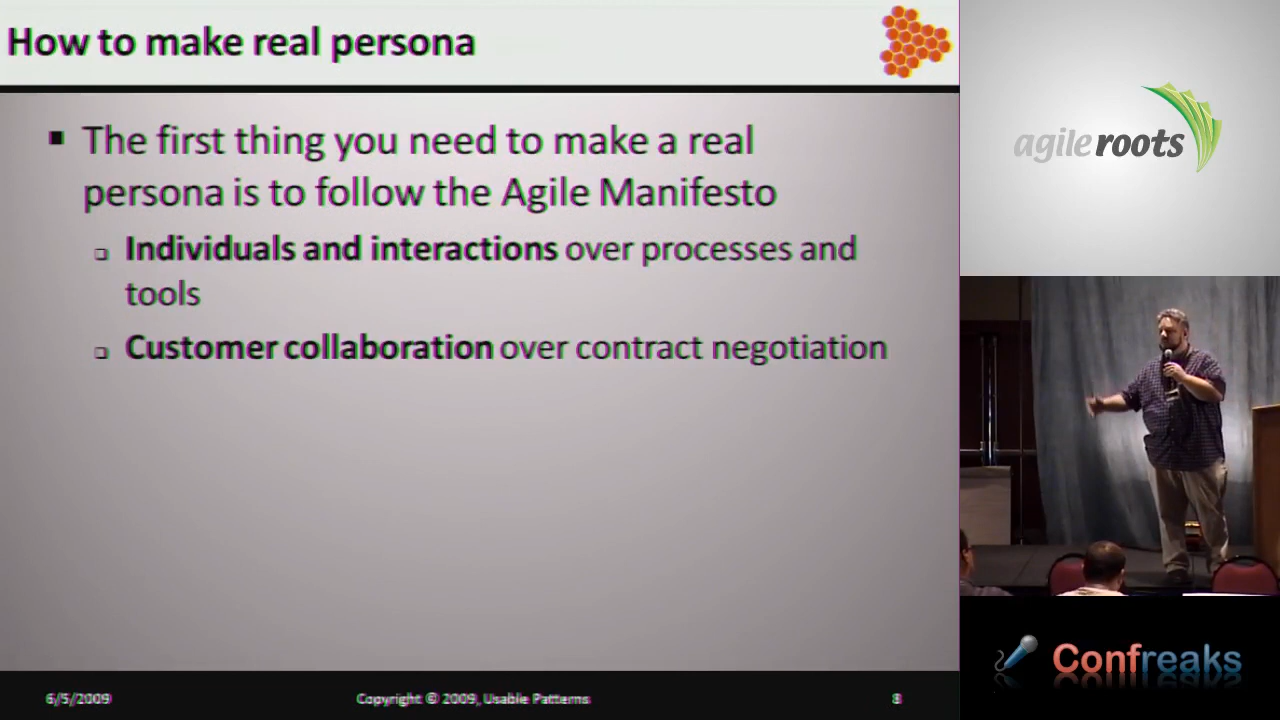 How to make real persona
The first thing you need to make a real
persona is to follow the Agile Manifesto
Individuals and interactions over processes and
tools
Customer collaboration over contract negotiation
6/5/2009
Copyright © 2009, Usable Patterns
8
agile roots
Confreaks